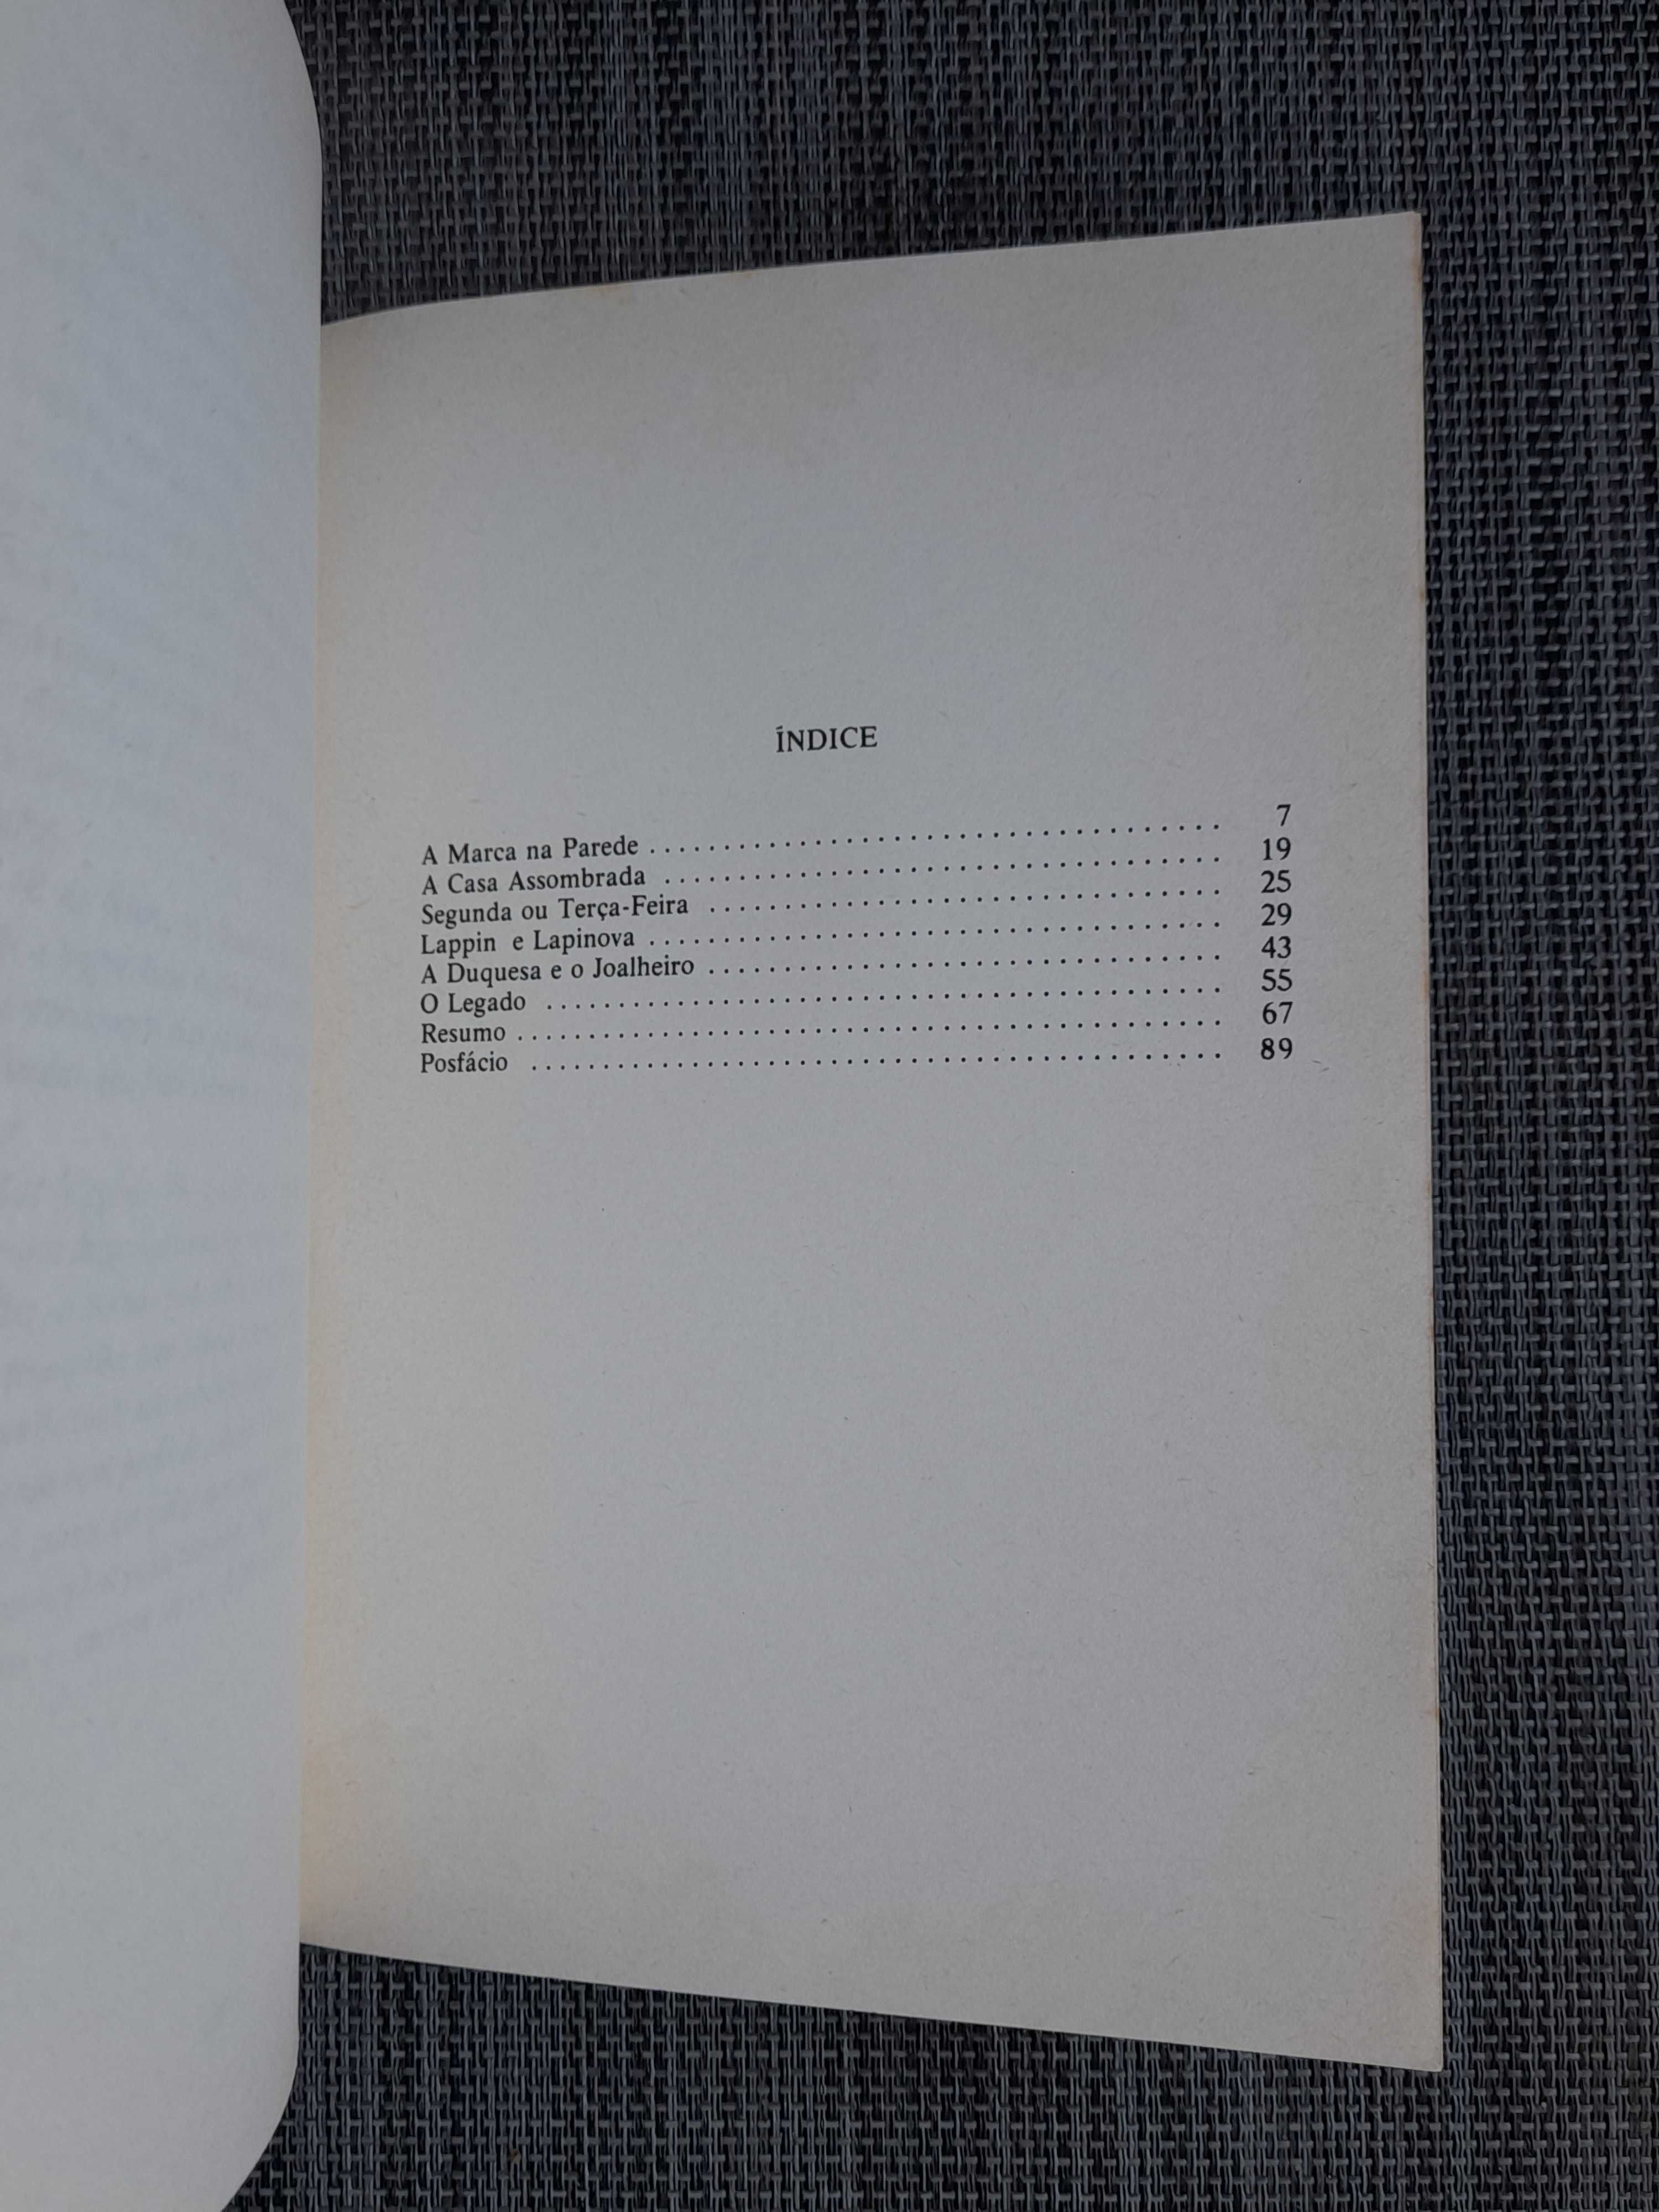 ÍNDICE
A Marca na Parede . . . . . . . . . . . . . . . . . . . . . . . . . . . . . . . . . . . . . . . 7
A Casa Assombrada . . . . . . . . . . . . . . . . . . . . . . . . . . . . . . . . . . . . . . 19
Segunda ou Terça-Feira . . . . . . . . . . . . . . . . . . . . . . . . . . . . . . . . . . . 25
Lappin e Lapinova . . . . . . . . . . . . . . . . . . . . . . . . . . . . . . . . . . . . . . . 29
A Duquesa e o Joalheiro . . . . . . . . . . . . . . . . . . . . . . . . . . . . . . . . . . . 43
O Legado . . . . . . . . . . . . . . . . . . . . . . . . . . . . . . . . . . . . . . . . . . . . . . 55
Resumo . . . . . . . . . . . . . . . . . . . . . . . . . . . . . . . . . . . . . . . . . . . . . . . . 67
Posfácio . . . . . . . . . . . . . . . . . . . . . . . . . . . . . . . . . . . . . . . . . . . . . . . 89